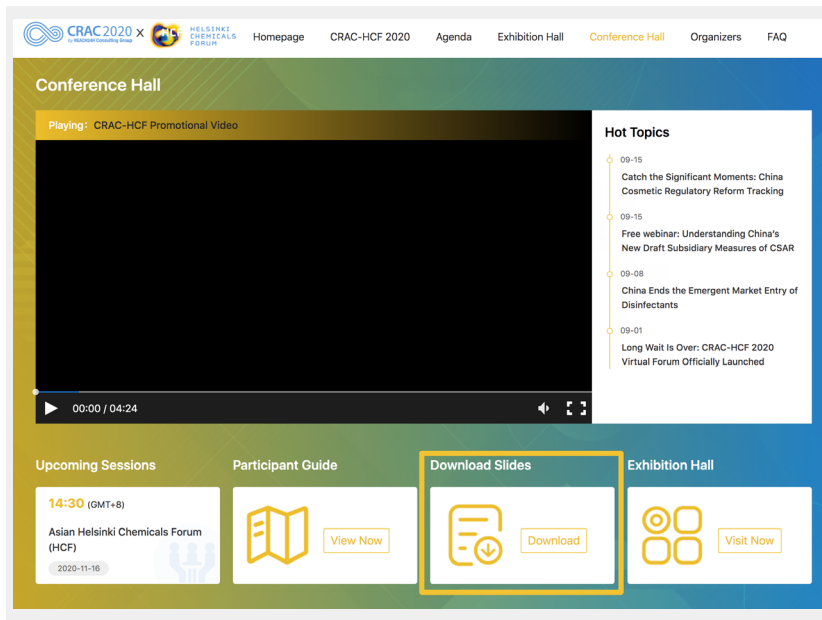 CRAC 2020
by REACH24H Consulting Group
X
HELSINKI
CHEMICALS
FORUM
Homepage
CRAC-HCF 2020
Agenda
Exhibition Hall
Conference Hall
Organizers
FAQ
Conference Hall
Playing: CRAC-HCF Promotional Video
00:00 / 04:24
Hot Topics
09-15
Catch the Significant Moments: China
Cosmetic Regulatory Reform Tracking
09-15
Free webinar: Understanding China's
New Draft Subsidiary Measures of CSAR
09-08
China Ends the Emergent Market Entry of
Disinfectants
09-01
Long Wait Is Over: CRAC-HCF 2020
Virtual Forum Officially Launched
Upcoming Sessions
14:30 (GMT+8)
Asian Helsinki Chemicals Forum
(HCF)
2020-11-16
Participant Guide
View Now
Download Slides
Download
Exhibition Hall
Visit Now